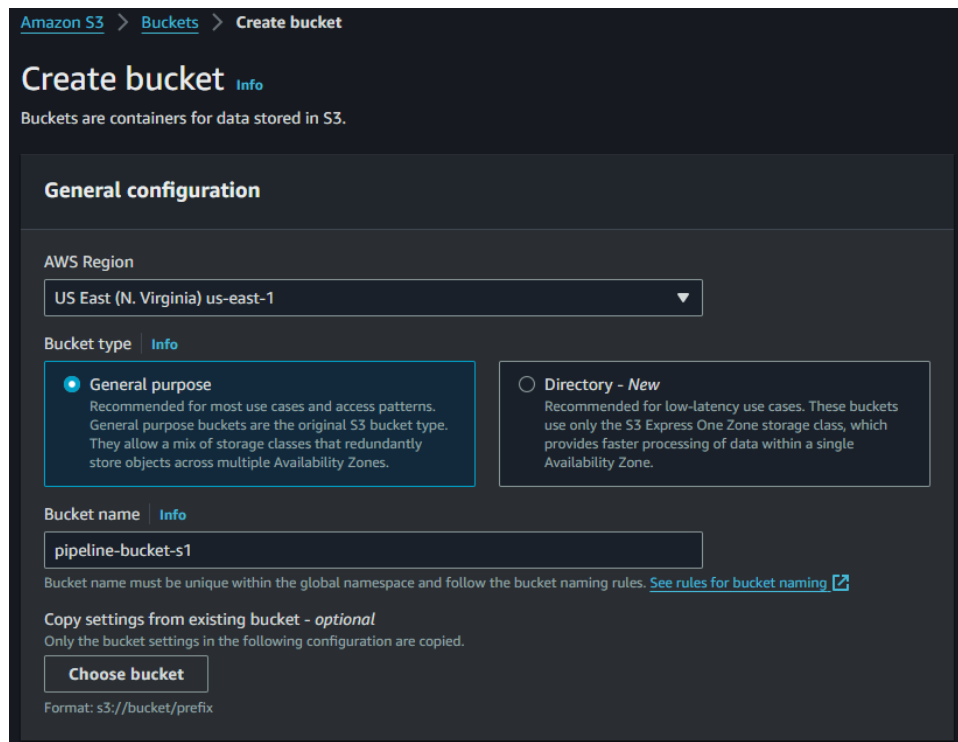 Amazon S3 > Buckets > Create bucket
Create bucket Info
Buckets are containers for data stored in S3.
General configuration
AWS Region
US East (N. Virginia) us-east-1
Bucket type Info
General purpose
Recommended for most use cases and access patterns.
General purpose buckets are the original S3 bucket type.
They allow a mix of storage classes that redundantly
store objects across multiple Availability Zones.
Directory - New
Recommended for low-latency use cases. These buckets
use only the S3 Express One Zone storage class, which
provides faster processing of data within a single
Availability Zone.
Bucket name Info
pipeline-bucket-s1
Bucket name must be unique within the global namespace and follow the bucket naming rules. See rules for bucket naming
Copy settings from existing bucket - optional
Only the bucket settings in the following configuration are copied.
Choose bucket
Format: s3://bucket/prefix